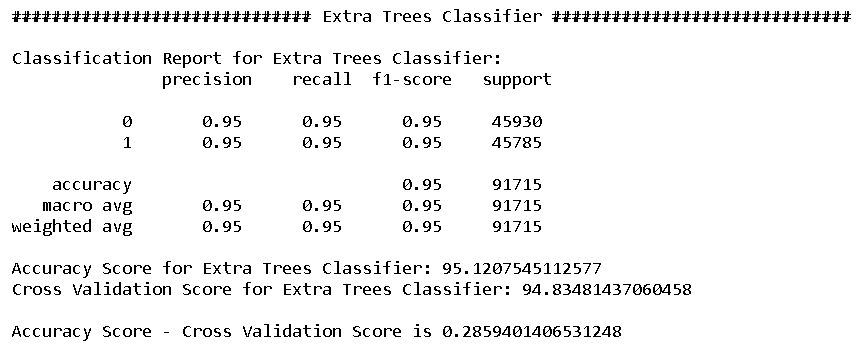 ############################## Extra Trees Classifier ##############################
Classification Report for Extra Trees Classifier:
precision recall f1-score support
0 0.95 0.95 0.95 45930
1 0.95 0.95 0.95 45785
accuracy 0.95 91715
macro avg 0.95 0.95 0.95 91715
weighted avg 0.95 0.95 0.95 91715
Accuracy Score for Extra Trees Classifier: 95.1207545112577
Cross Validation Score for Extra Trees Classifier: 94.83481437060458
Accuracy Score - Cross Validation Score is 0.2859401406531248